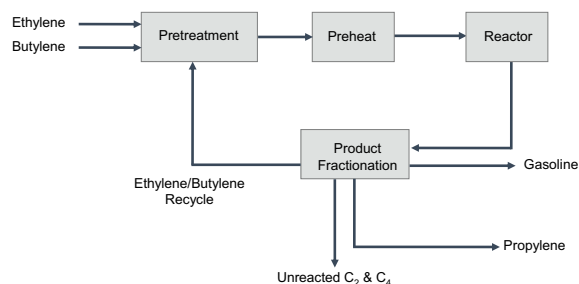 Ethylene
Butylene
Pretreatment
Preheat
Reactor
Product
Fractionation
Gasoline
Ethylene/Butylene
Recycle
Propylene
Unreacted C₂ & C₄